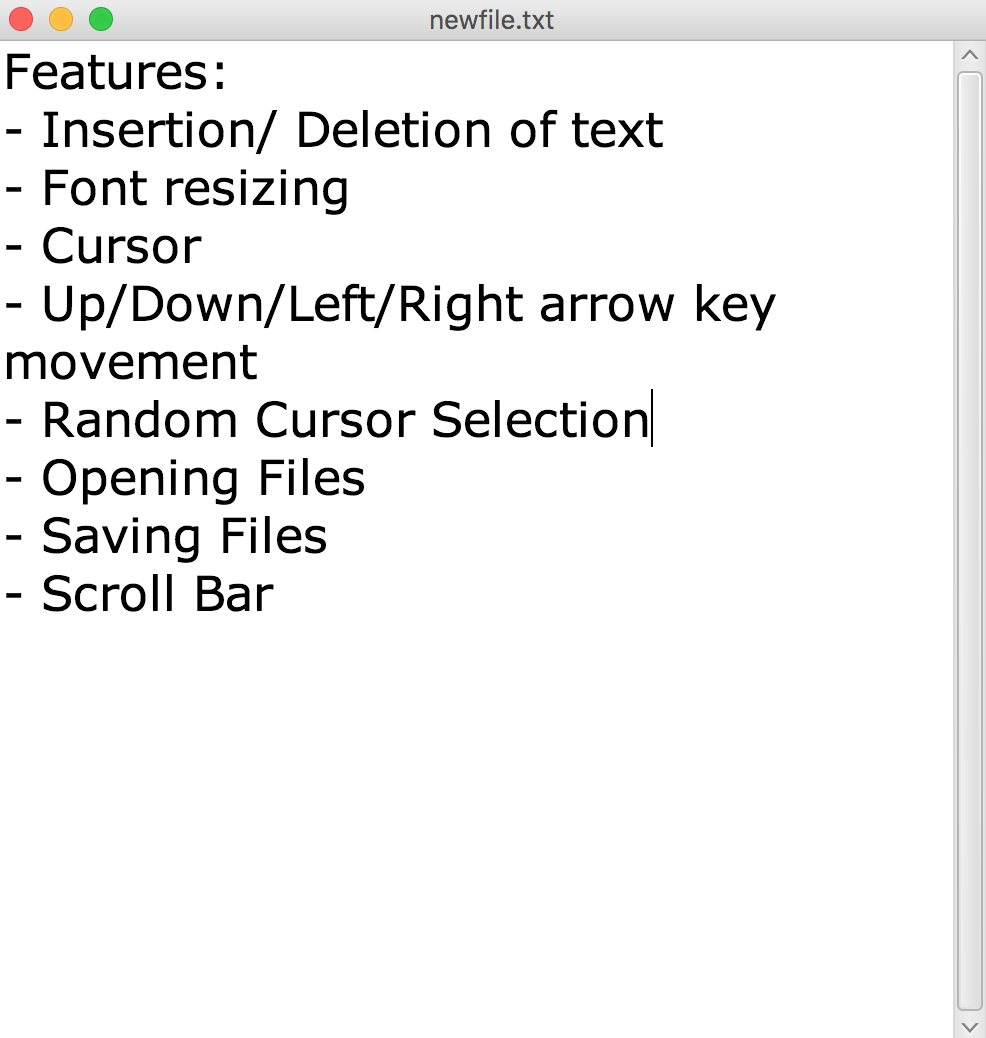 newfile.txt
Features:
- Insertion/ Deletion of text
- Font resizing
- Cursor
- Up/Down/Left/Right arrow key
movement
- Random Cursor Selection
- Opening Files
- Saving Files
- Scroll Bar